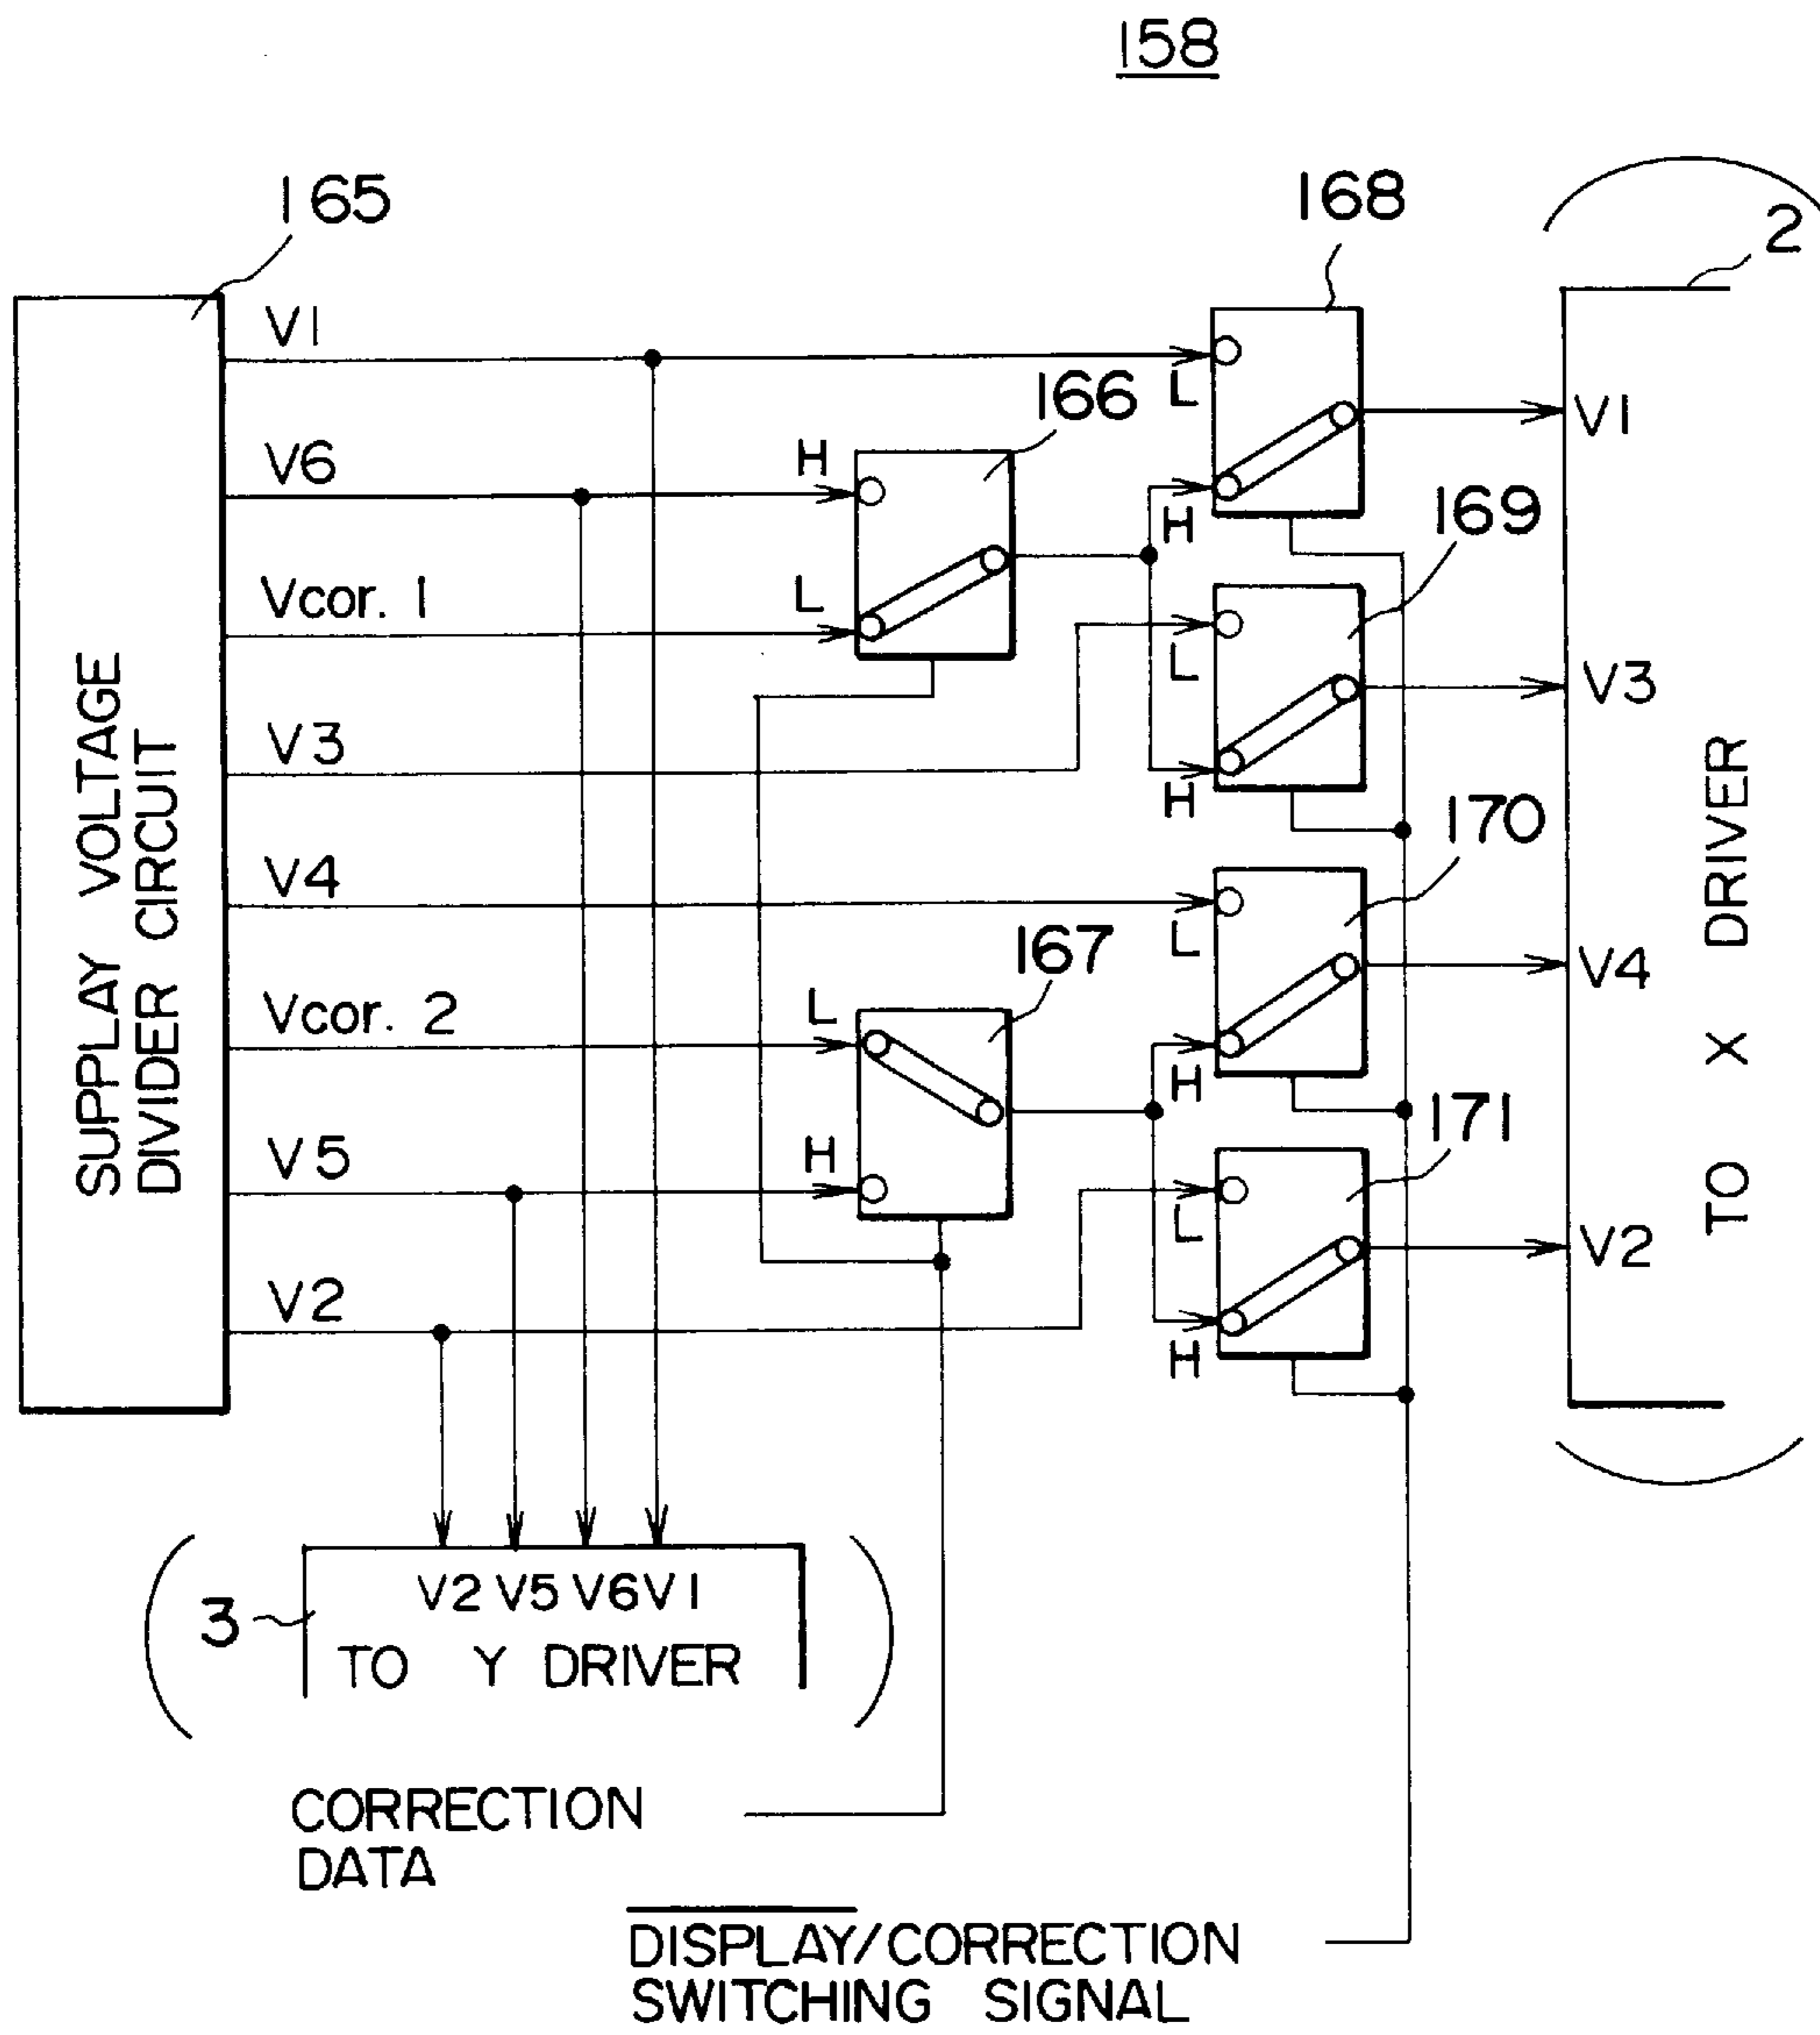 158
165
168
2
V1
L
166
V1
V6
H
H
169
Vcor. 1
L
L
V3
V3
H
SUPPLY VOLTAGE
DIVIDER CIRCUIT
170
V4
L
167
V4
Vcor. 2
L
H
TO X DRIVER
171
V5
H
L
V2
V2
H
V2 V5 V6 V1
3
TO Y DRIVER
CORRECTION
DATA
DISPLAY/CORRECTION
SWITCHING SIGNAL